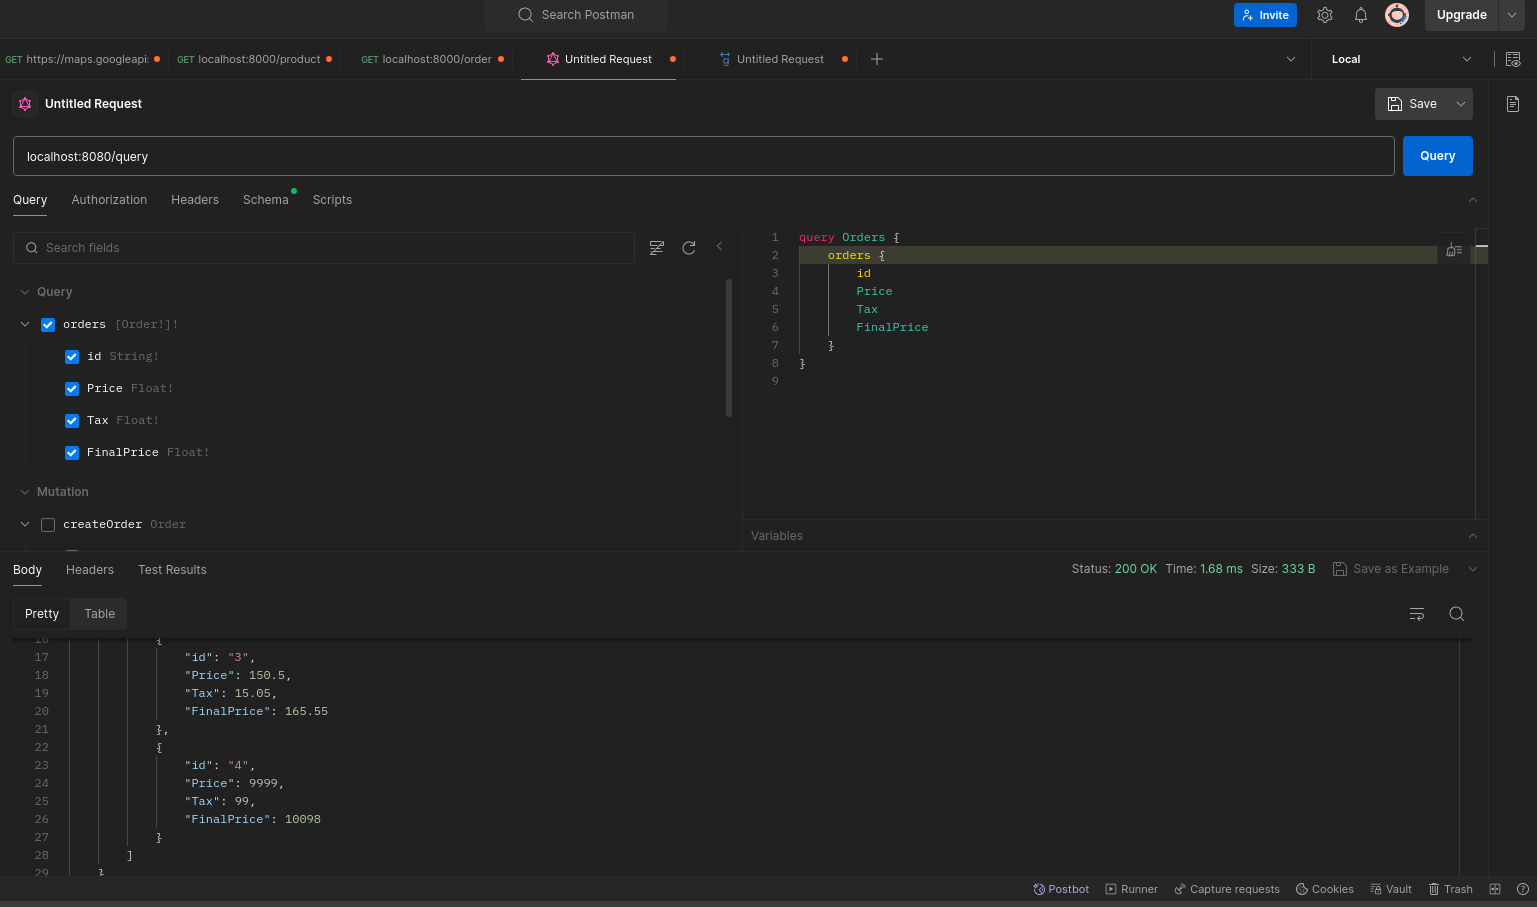 Search Postman
Invite
Upgrade
GET https://maps.googleapi.
GET localhost:8000/product
GET localhost:8000/order
Untitled Request
Untitled Request
Local
Untitled Request
Save
localhost:8080/query
Query
Query Authorization Headers Schema Scripts
Search fields
Query
orders [Order!]!
id String!
Price Float!
Tax Float!
FinalPrice Float!
Mutation
createOrder Order
1 query Orders {
2 orders {
3 id
4 Price
5 Tax
6 FinalPrice
7 }
8 }
9
Variables
Body Headers Test Results
Status: 200 OK Time: 1.68 ms Size: 333 B Save as Example
Pretty Table
16 {
17 "id": "3",
18 "Price": 150.5,
19 "Tax": 15.05,
20 "FinalPrice": 165.55
21 },
22 {
23 "id": "4",
24 "Price": 9999,
25 "Tax": 99,
26 "FinalPrice": 10098
27 }
28 ]
29 }
Postbot Runner Capture requests Cookies Vault Trash